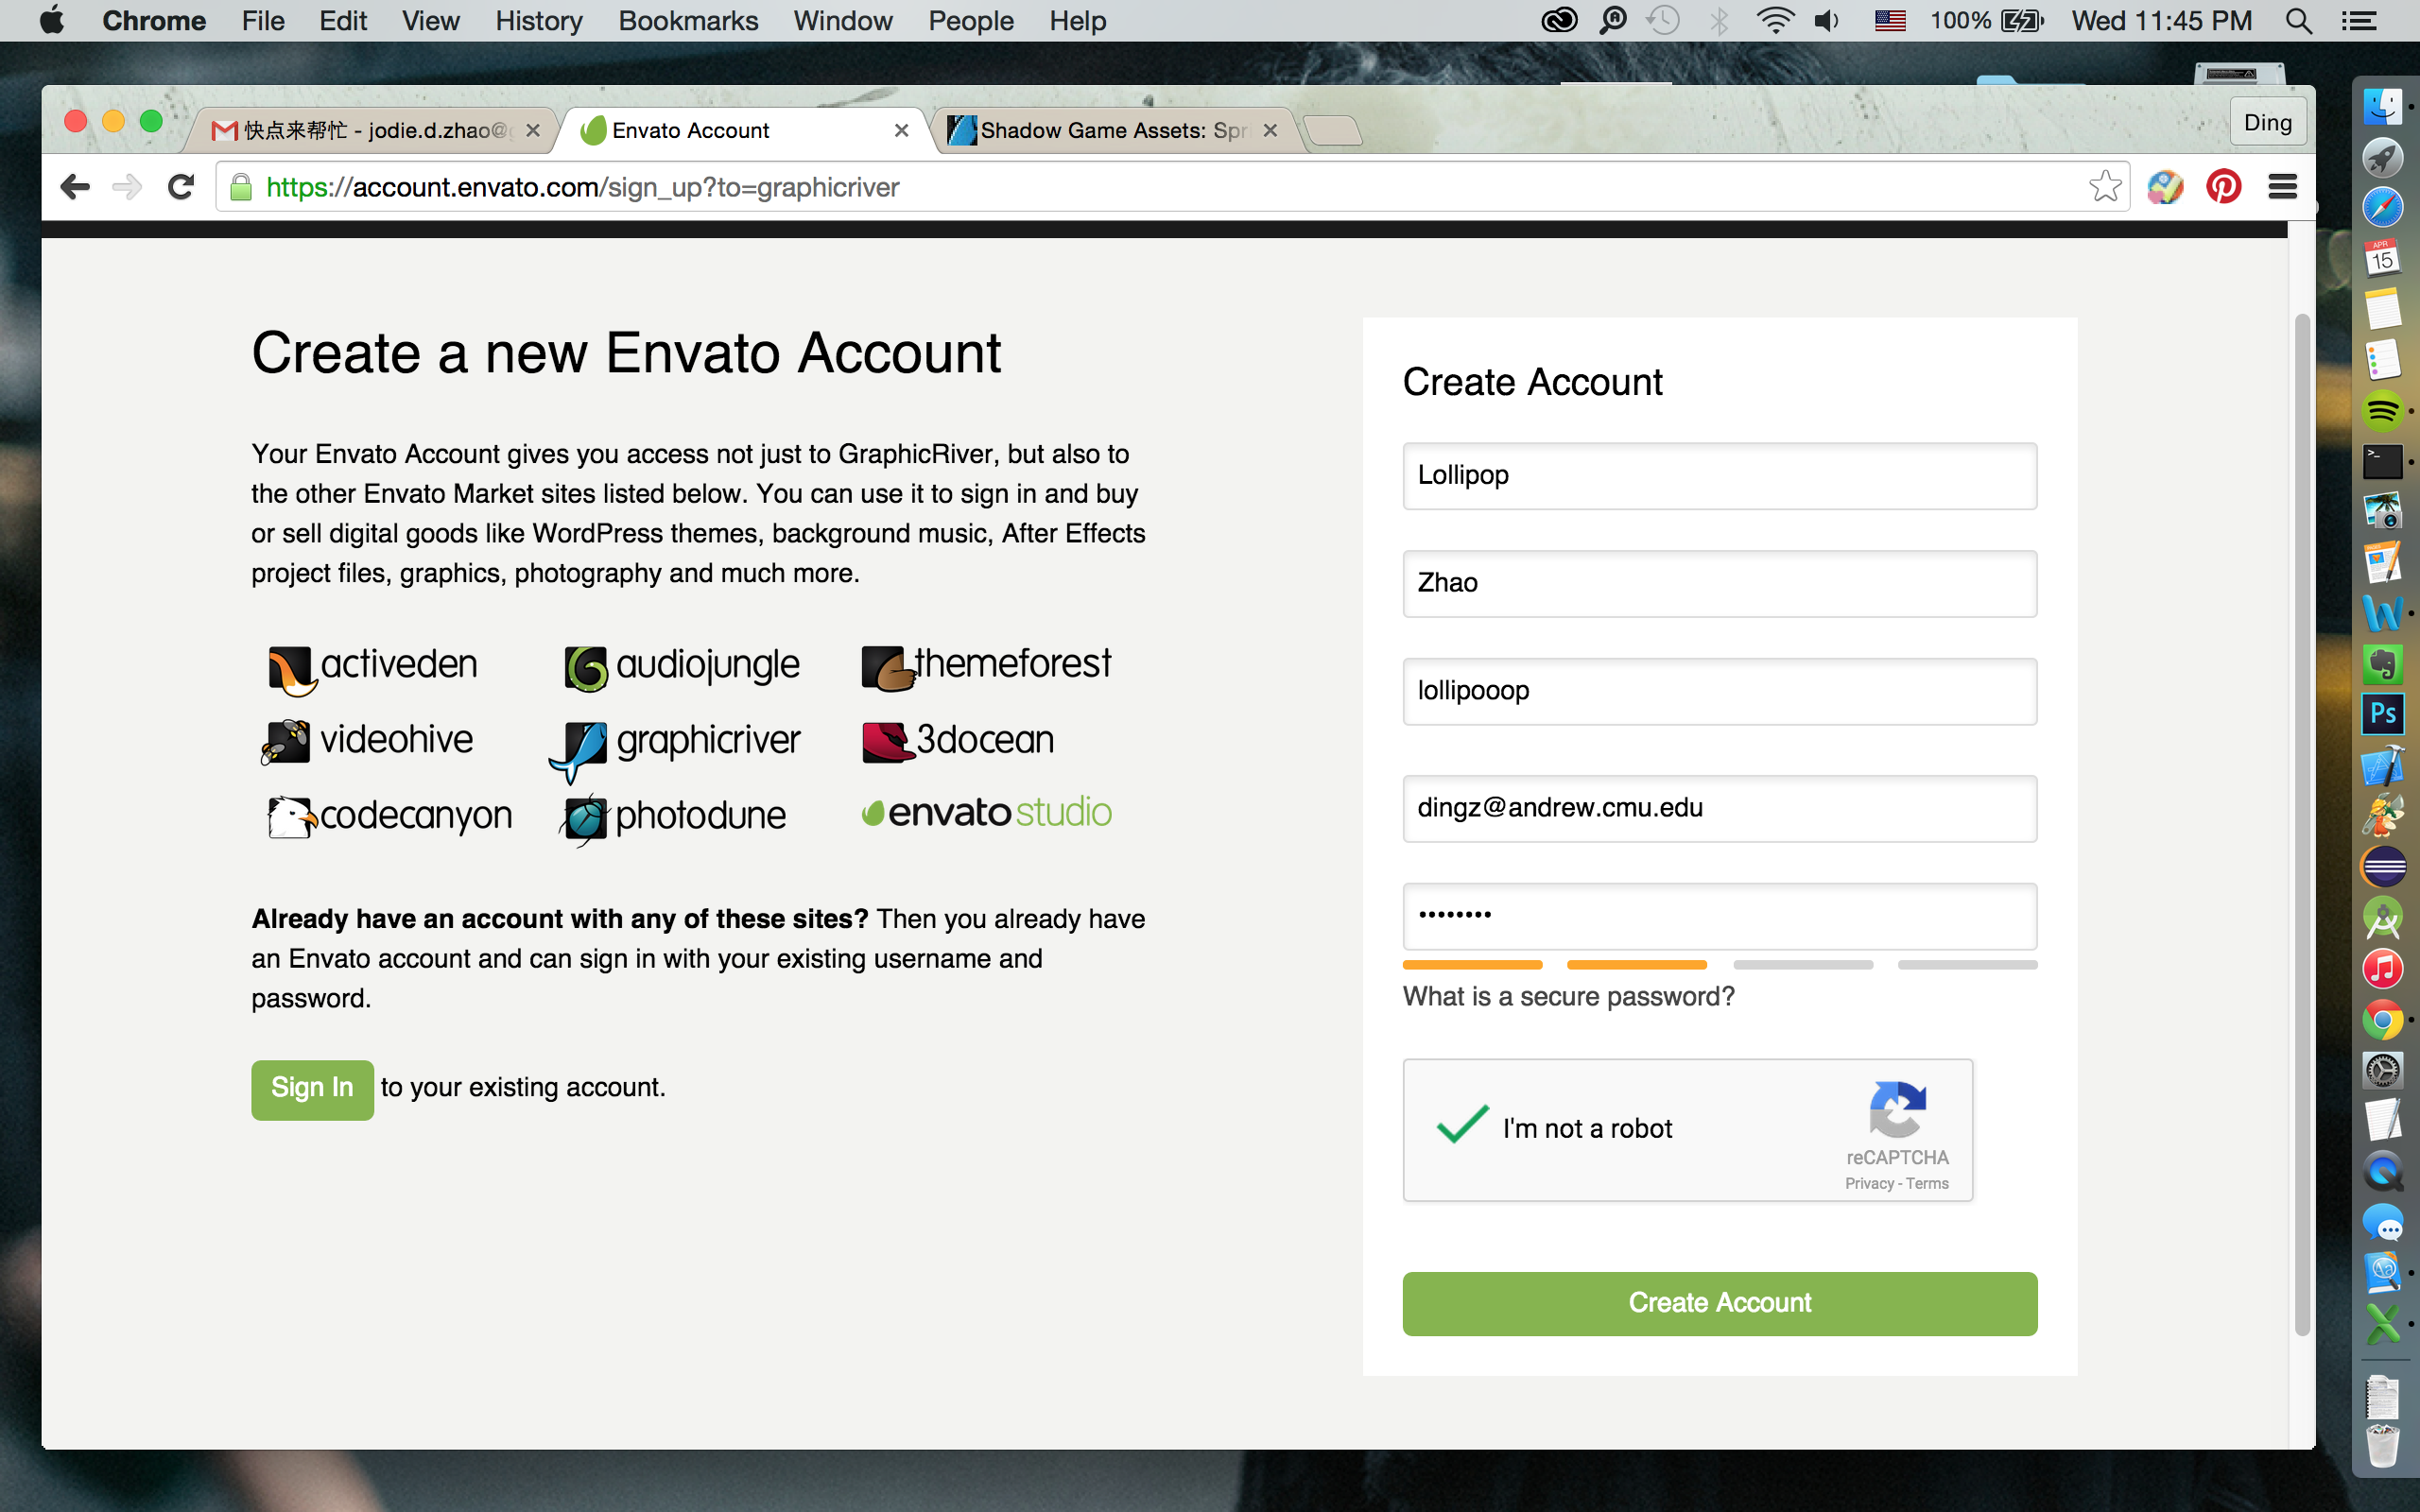 Chrome File Edit View History Bookmarks Window People Help 100% Wed 11:45 PM
快点来帮忙 - jodie.d.zhao@g Envato Account Shadow Game Assets: Spri Ding
https://account.envato.com/sign_up?to=graphicriver
Create a new Envato Account
Your Envato Account gives you access not just to GraphicRiver, but also to
the other Envato Market sites listed below. You can use it to sign in and buy
or sell digital goods like WordPress themes, background music, After Effects
project files, graphics, photography and much more.
activeden audiojungle themeforest
videohive graphicriver 3docean
codecanyon photodune envato studio
Already have an account with any of these sites? Then you already have
an Envato account and can sign in with your existing username and
password.
Sign In to your existing account.
Create Account
Lollipop
Zhao
lollipooop
dingz@andrew.cmu.edu
••••••••
What is a secure password?
I'm not a robot
reCAPTCHA
Privacy - Terms
Create Account
APR
15
Ps